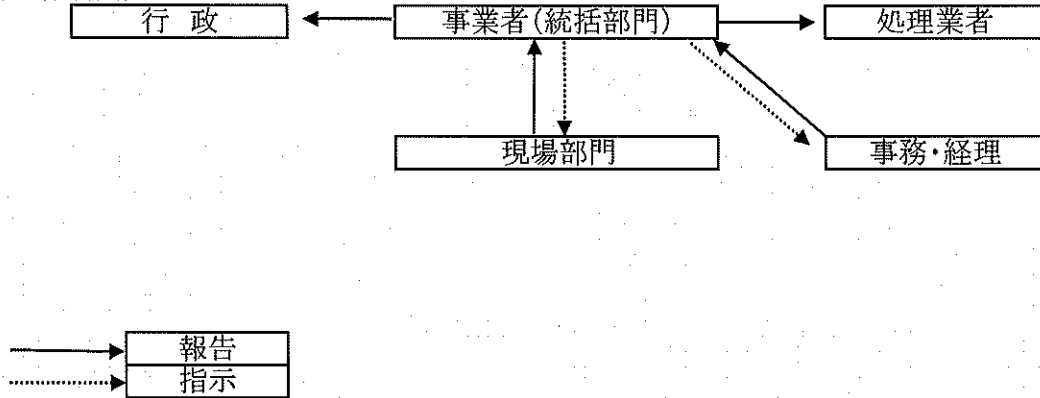 行 政
事業者(統括部門)
処理業者
現場部門
事務・経理
報告
指示